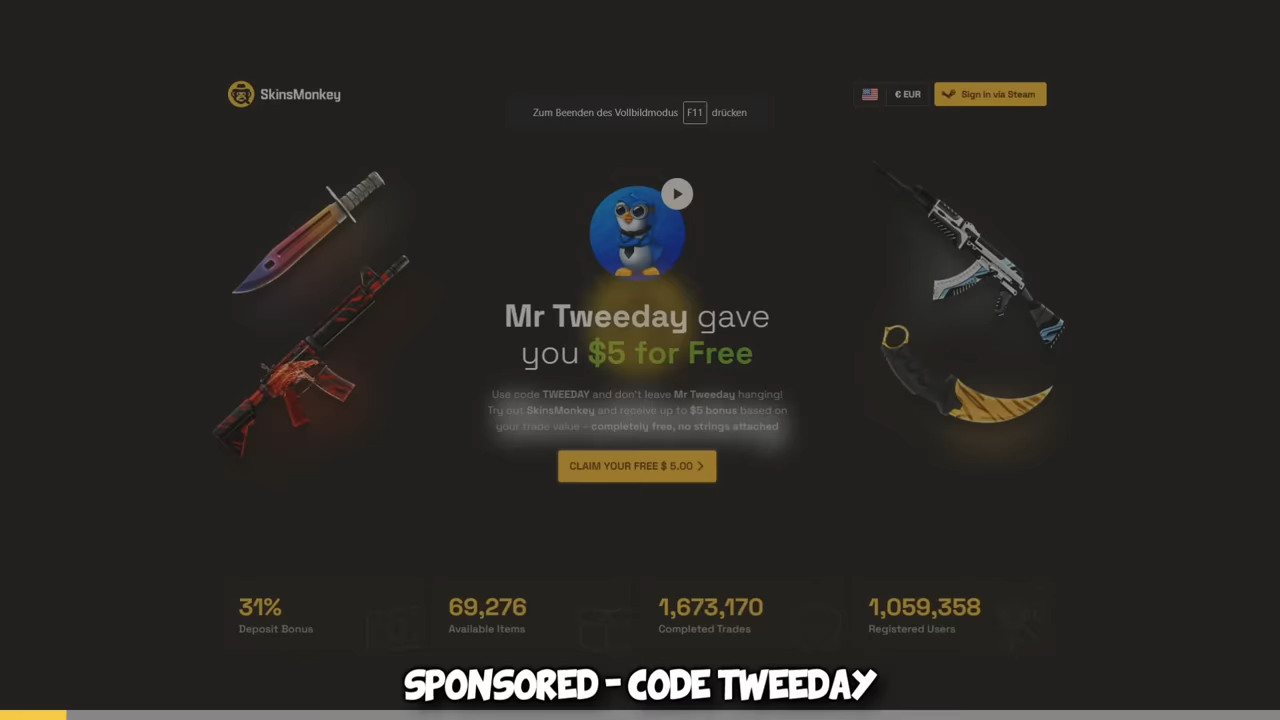 SkinsMonkey
€ EUR
Sign in via Steam
Zum Beenden des Vollbildmodus F11 drücken
Mr Tweeday gave
you $5 for Free
Use code TWEEDAY and don't leave Mr Tweeday hanging!
Try out SkinsMonkey and receive up to $5 bonus based on
your trade value – completely free, no strings attached
CLAIM YOUR FREE $ 5.00
31%
Deposit Bonus
69,276
Available Items
1,673,170
Completed Trades
1,059,358
Registered Users
SPONSORED - CODE TWEEDAY